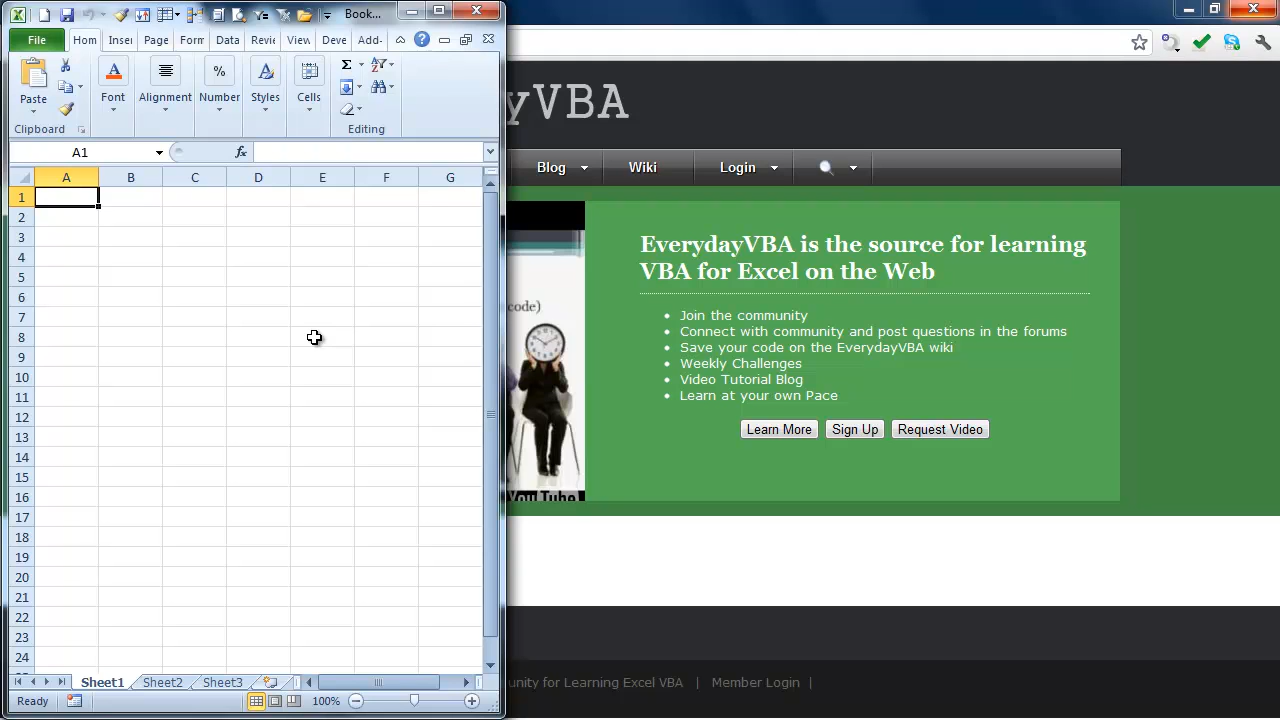 Book...
File Hom Inser Page Form Data Revie View Deve Add-
Paste Font Alignment Number Styles Cells
Clipboard Editing
A1 fx
A B C D E F G
1
2
3
4
5
6
7
8
9
10
11
12
13
14
15
16
17
18
19
20
21
22
23
24
Sheet1 Sheet2 Sheet3
Ready 100%
yVBA
Blog Wiki Login
code)
You Tube
EverydayVBA is the source for learning
VBA for Excel on the Web
Join the community
Connect with community and post questions in the forums
Save your code on the EverydayVBA wiki
Weekly Challenges
Video Tutorial Blog
Learn at your own Pace
Learn More Sign Up Request Video
unity for Learning Excel VBA | Member Login |